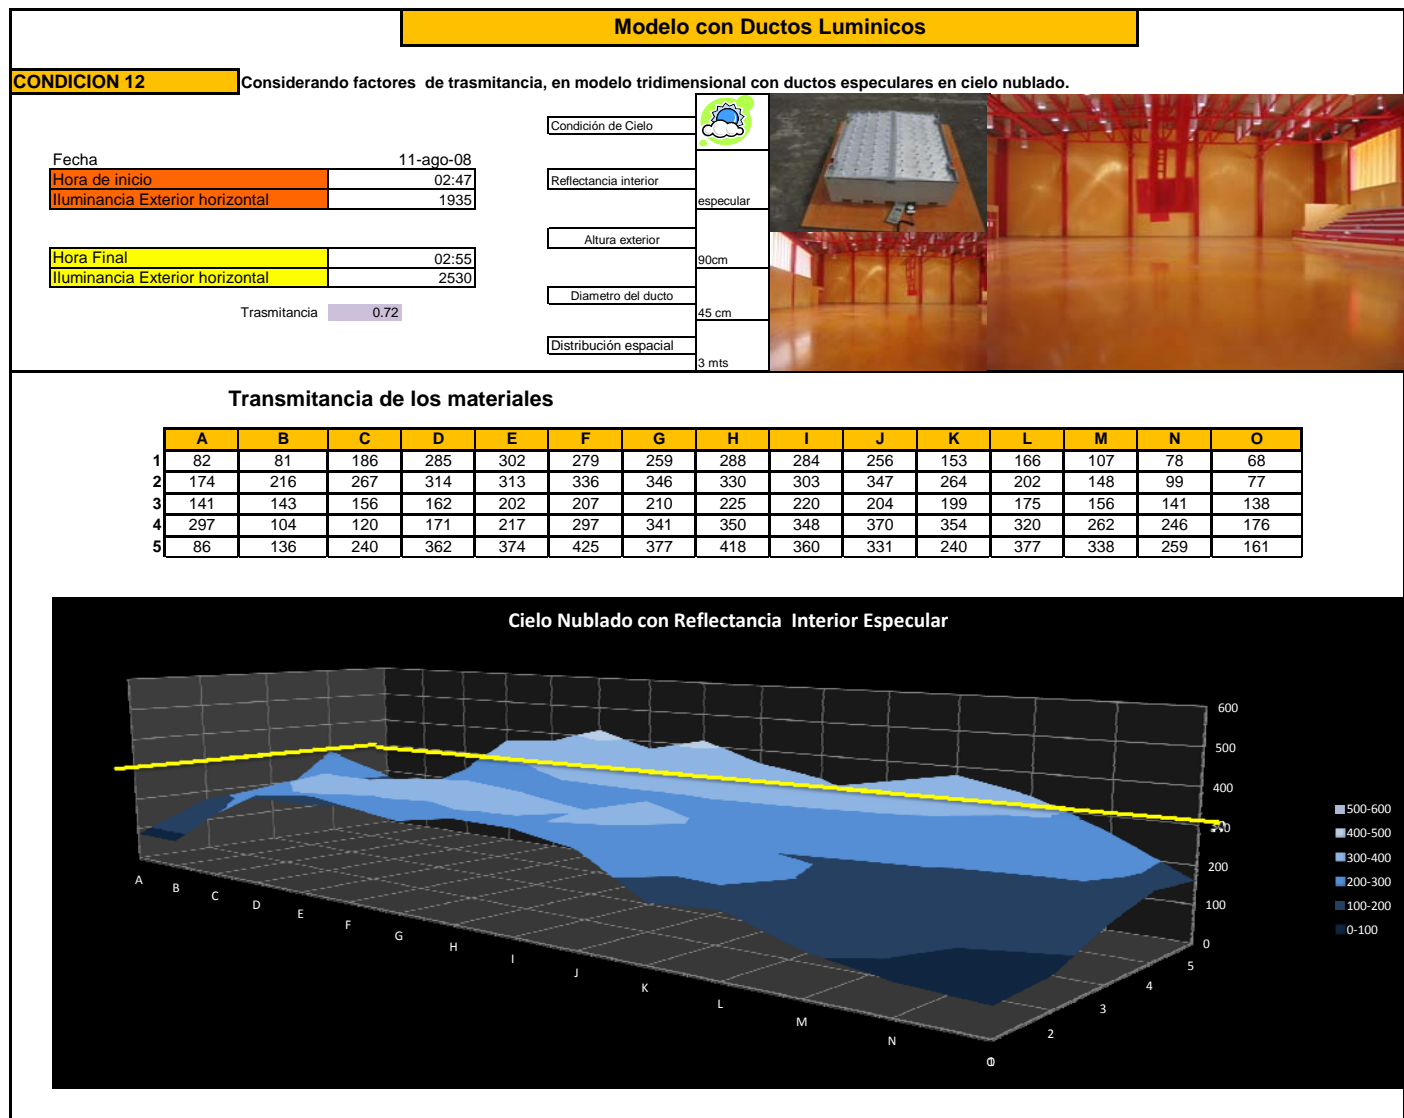 Modelo con Ductos Luminicos
CONDICION 12 Considerando factores de trasmitancia, en modelo tridimensional con ductos especulares en cielo nublado.
Condición de Cielo
Fecha 11-ago-08
Hora de inicio 02:47
Iluminancia Exterior horizontal 1935
Reflectancia interior especular
Altura exterior 90cm
Hora Final 02:55
Iluminancia Exterior horizontal 2530
Trasmitancia 0.72
Diametro del ducto 45 cm
Distribución espacial 3 mts
Transmitancia de los materiales
A B C D E F G H I J K L M N O
1 82 81 186 285 302 279 259 288 284 256 153 166 107 78 68
2 174 216 267 314 313 336 346 330 303 347 264 202 148 99 77
3 141 143 156 162 202 207 210 225 220 204 199 175 156 141 138
4 297 104 120 171 217 297 341 350 348 370 354 320 262 246 176
5 86 136 240 362 374 425 377 418 360 331 240 377 338 259 161
Cielo Nublado con Reflectancia Interior Especular
600
500
400
200
100
0
A B C D E F G H I J K L M N
2 3 4 5
500-600
400-500
300-400
200-300
100-200
0-100